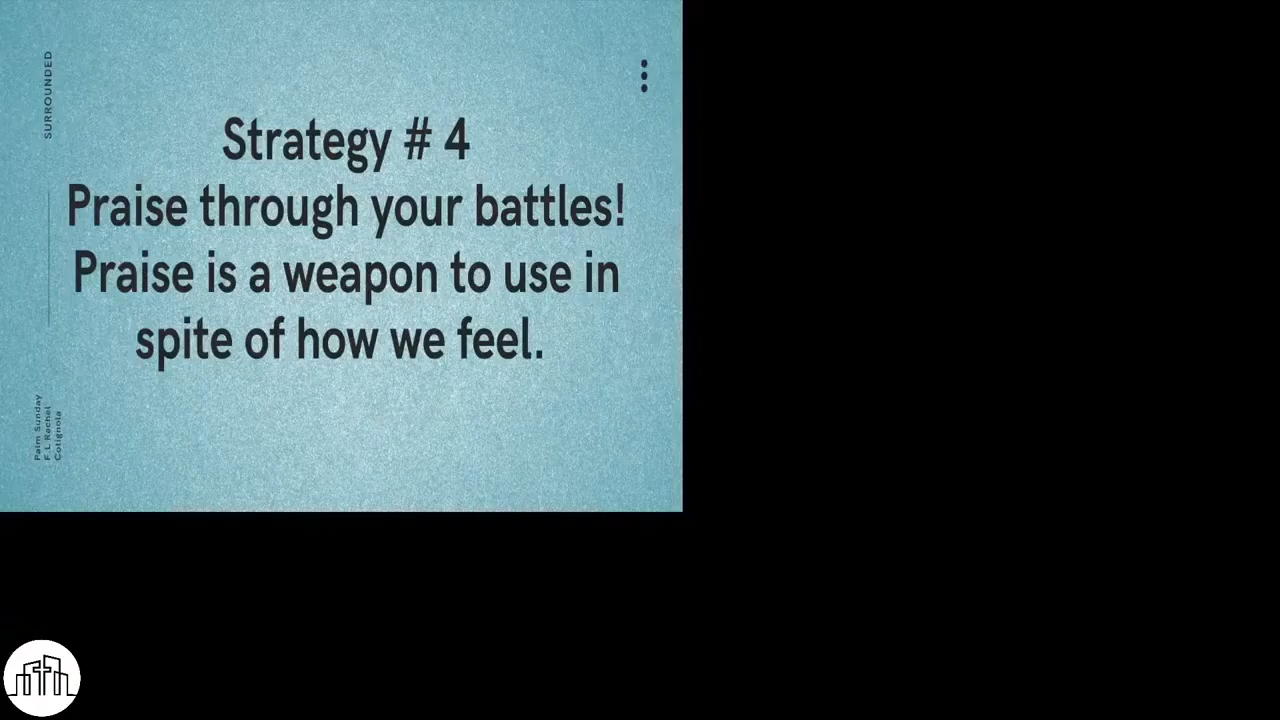 SURROUNDED
Strategy # 4
Praise through your battles!
Praise is a weapon to use in
spite of how we feel.
Palm Sunday
F.L Rachel
Cotignola